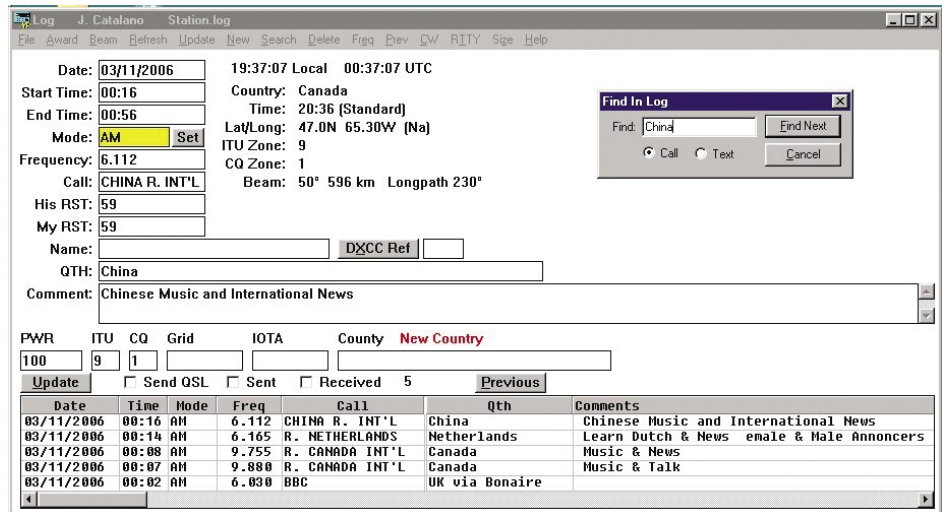 Log J. Catalano Station.log
File Award Beam Refresh Update New Search Delete Freq Prev CW RTTY Size Help
Date: 03/11/2006 19:37:07 Local 00:37:07 UTC
Start Time: 00:16 Country: Canada
End Time: 00:56 Time: 20:36 (Standard)
Mode: AM Set Lat/Long: 47.0N 65.30W (Na)
ITU Zone: 9
Frequency: 6.112 CQ Zone: 1
Call: CHINA R. INT'L Beam: 50° 596 km Longpath 230°
His RST: 59
My RST: 59
Name: DXCC Ref
QTH: China
Comment: Chinese Music and International News
Find In Log
Find: China Find Next
Call Text Cancel
PWR ITU CQ Grid IOTA County New Country
100 9 1
Update Send QSL Sent Received 5 Previous
Date Time Mode Freq Call Qth Comments
03/11/2006 00:16 AM 6.112 CHINA R. INT'L China Chinese Music and International News
03/11/2006 00:14 AM 6.165 R. NETHERLANDS Netherlands Learn Dutch & News emale & Male Annoncers
03/11/2006 00:08 AM 9.755 R. CANADA INT'L Canada Music & News
03/11/2006 00:07 AM 9.880 R. CANADA INT'L Canada Music & Talk
03/11/2006 00:02 AM 6.030 BBC UK via Bonaire